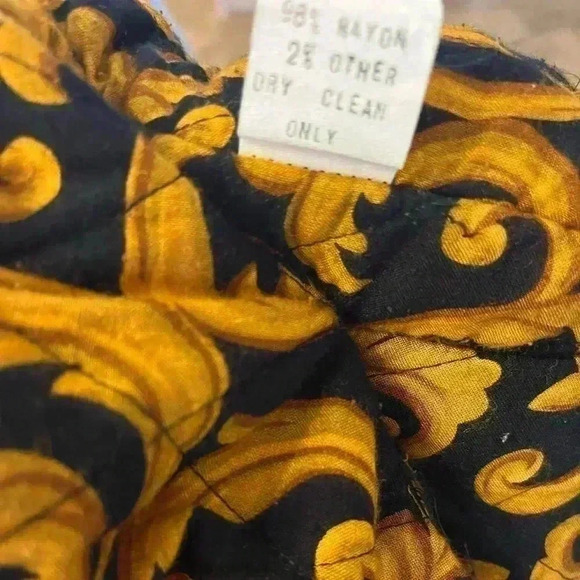 98% RAYON
2% OTHER
DRY CLEAN
ONLY